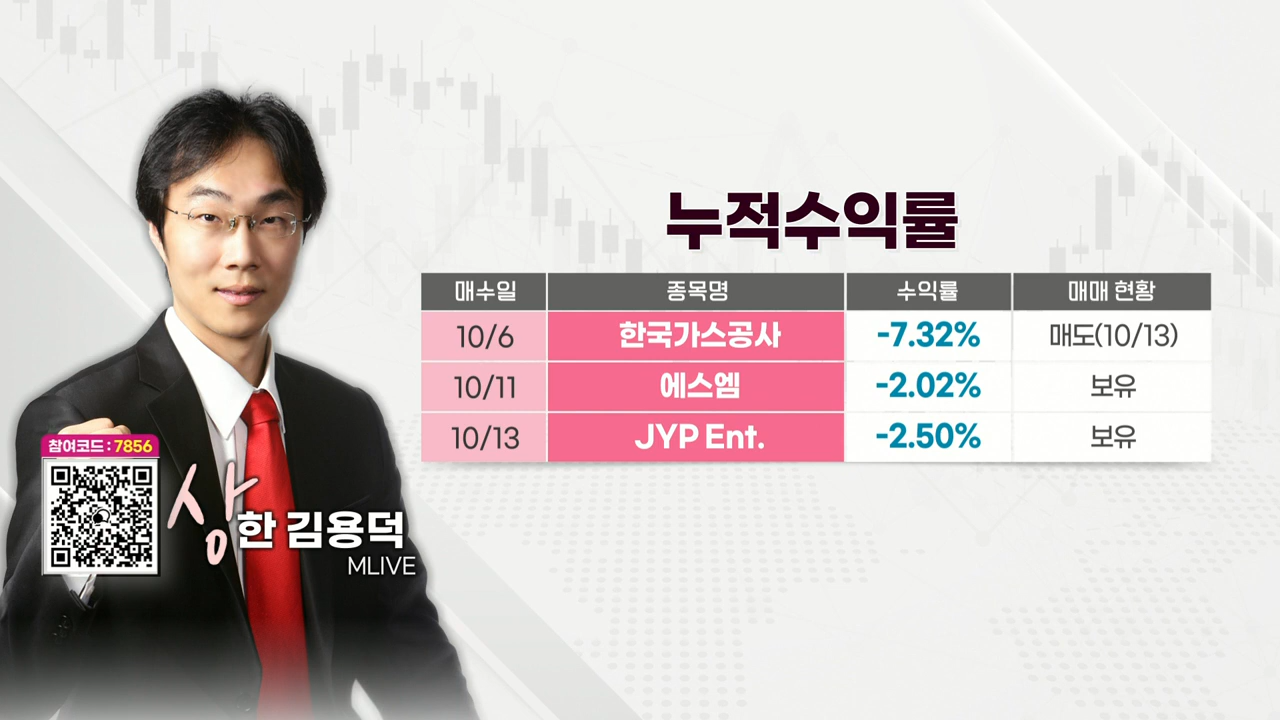 누적수익률
매수일 종목명 수익률 매매 현황
10/6 한국가스공사 -7.32% 매도(10/13)
10/11 에스엠 -2.02% 보유
10/13 JYP Ent. -2.50% 보유
참여코드 : 7856
상한 김용덕
MLIVE